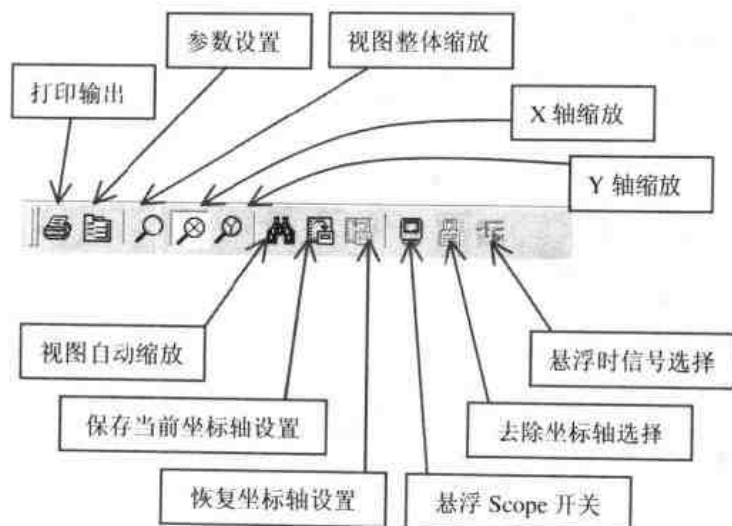 参数设置
视图整体缩放
打印输出
X 轴缩放
Y 轴缩放
视图自动缩放
悬浮时信号选择
保存当前坐标轴设置
去除坐标轴选择
恢复坐标轴设置
悬浮 Scope 开关